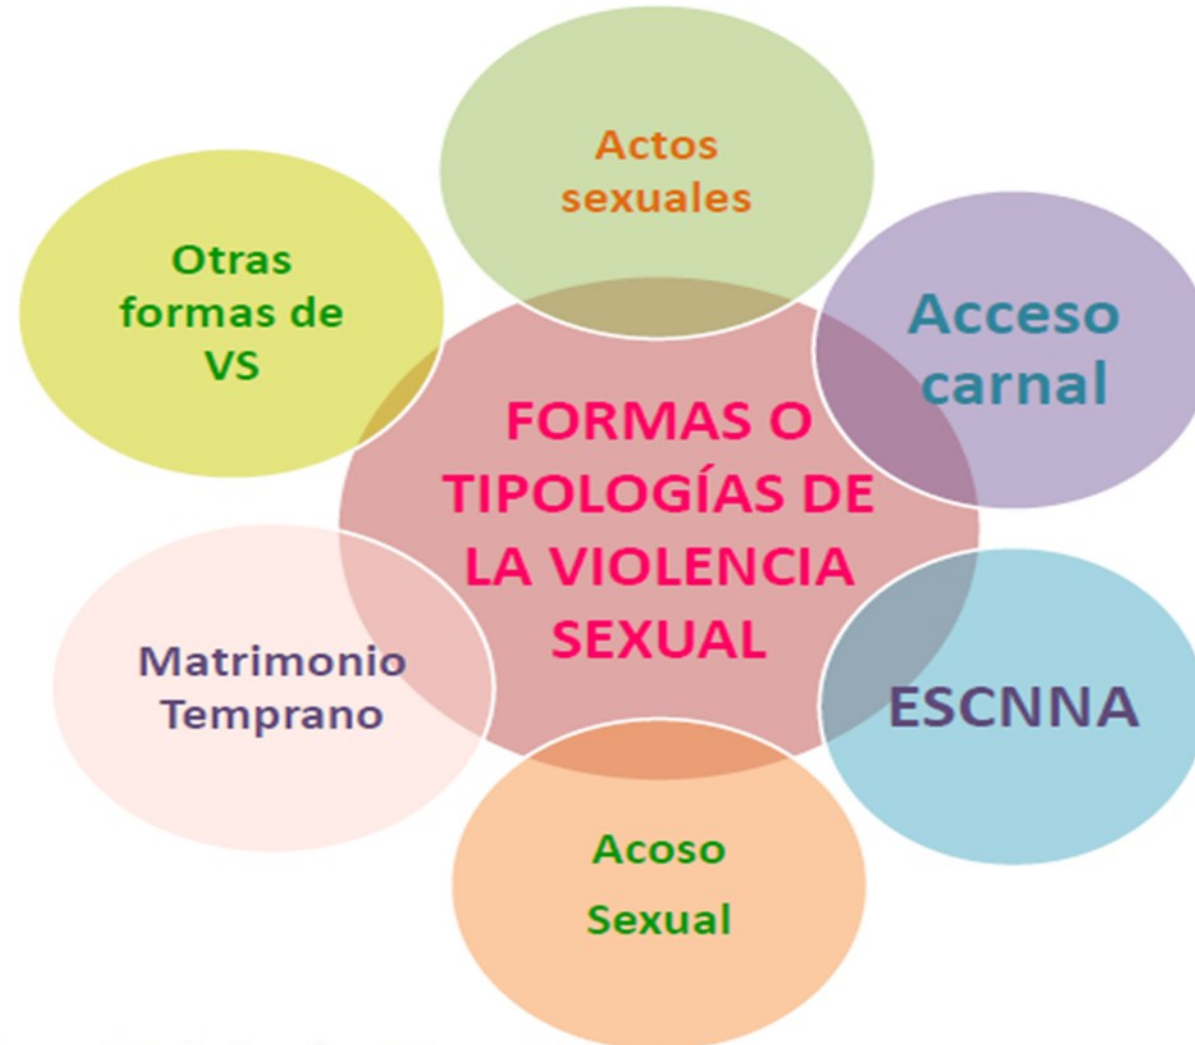 Actos
sexuales
Acceso
carnal
Otras
formas de
VS
FORMAS O
TIPOLOGÍAS DE
LA VIOLENCIA
SEXUAL
ESCNNA
Matrimonio
Temprano
Acoso
Sexual